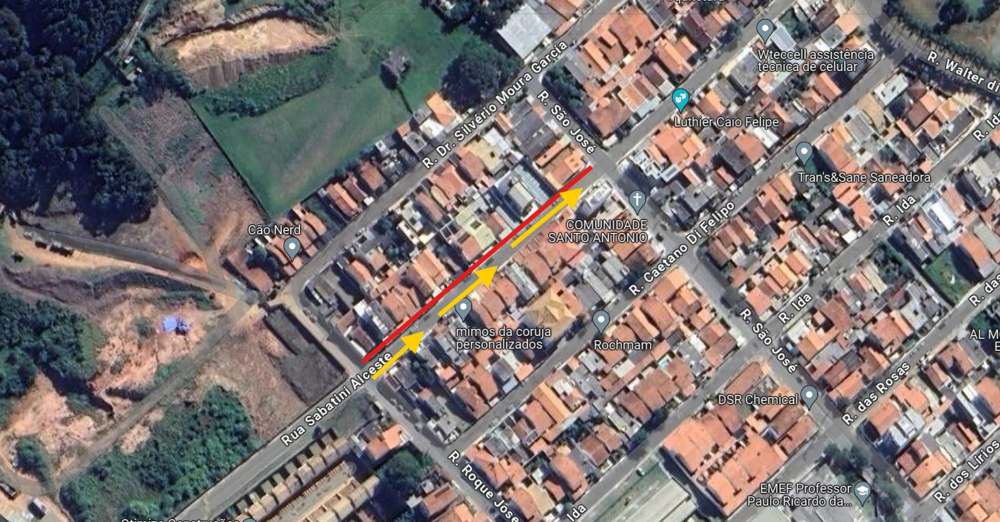 Wteccell assistência
técnica de celular
R. Walter di
R. Dr. Silvério Moura Garcia
R. São José
Luthier Caio Felipe
Tran's&Sane Saneadora
R. Ida
COMUNIDADE
SANTO ANTONIO
Cão Nerd
R. Caetano Di Felipo
R. Ida
R. das
mimos da coruja
personalizados
Rochmam
R. Ida
R. São José
AL M
E
Rua Sabatini Alceste
DSR Chemical
R. das Rosas
R. Roque Jose
Ida
EMEF Professor
Paulo Ricardo da...
R. dos Lírios